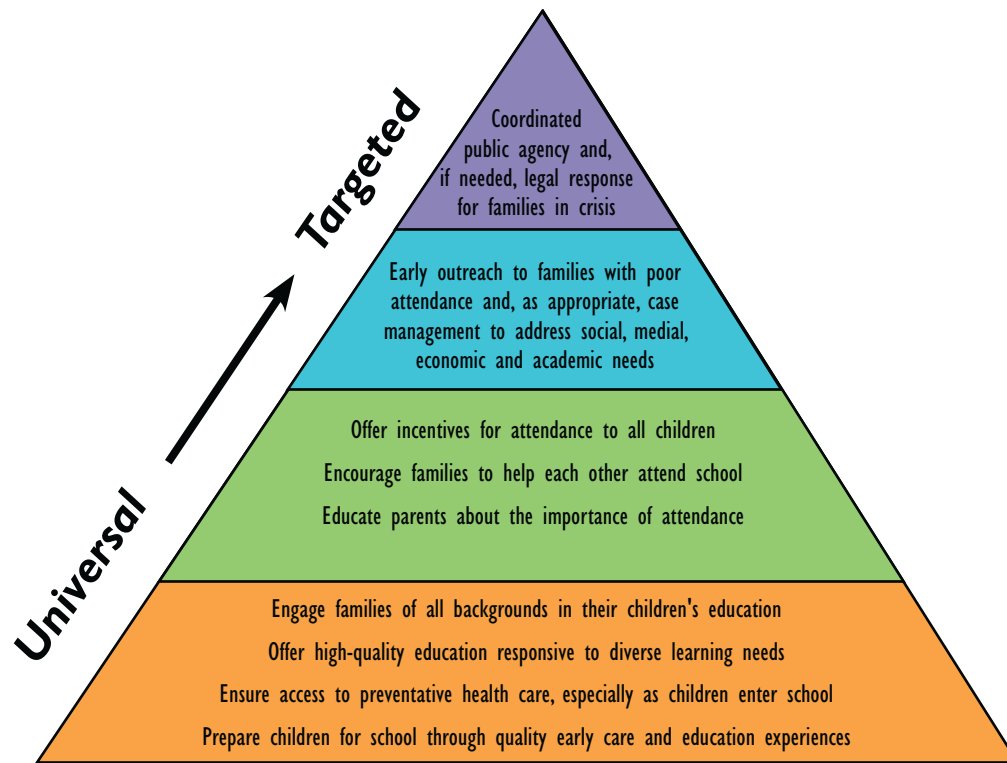 Targeted
Universal
Coordinated
public agency and,
if needed, legal response
for families in crisis
Early outreach to families with poor
attendance and, as appropriate, case
management to address social, medial,
economic and academic needs
Offer incentives for attendance to all children
Encourage families to help each other attend school
Educate parents about the importance of attendance
Engage families of all backgrounds in their children's education
Offer high-quality education responsive to diverse learning needs
Ensure access to preventative health care, especially as children enter school
Prepare children for school through quality early care and education experiences